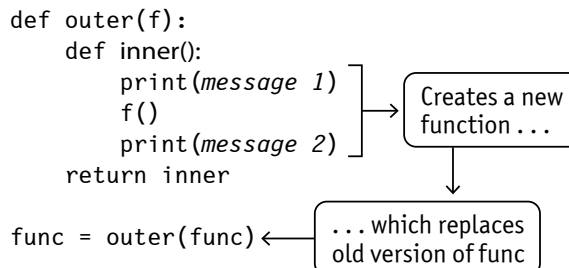 def outer(f):
    def inner():
        print(message 1)
        f()
        print(message 2)
    return inner
func = outer(func)
Creates a new
function . . .
. . . which replaces
old version of func